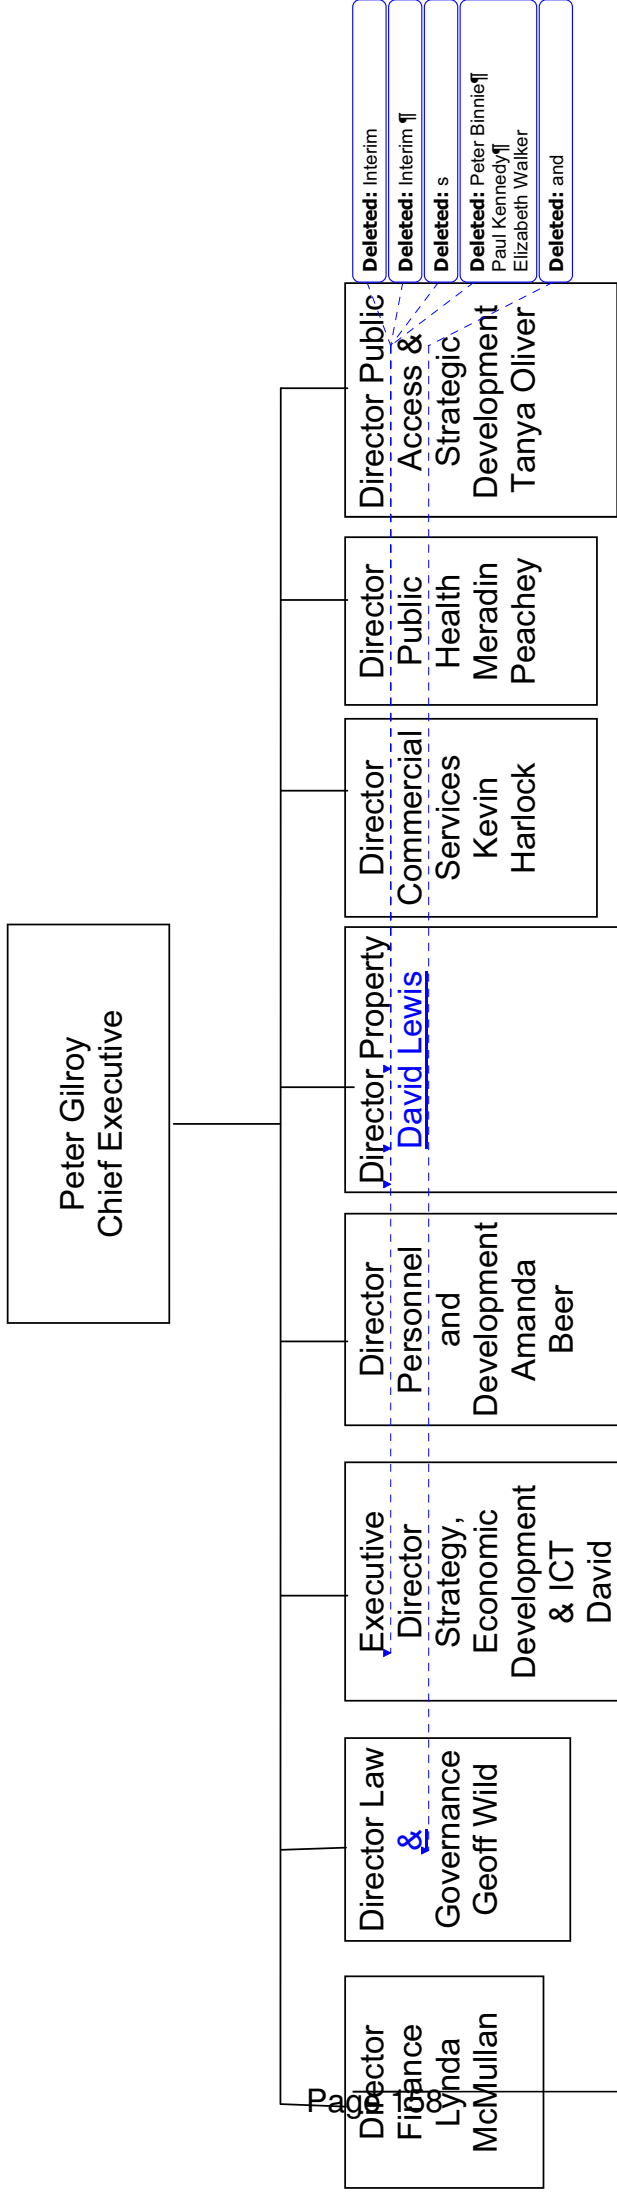 Peter Gilroy
Chief Executive
Director
Finance
Lynda
McMullan
Director Law
&
Governance
Geoff Wild
Executive
Director
Strategy,
Economic
Development
& ICT
David
Director
Personnel
and
Development
Amanda
Beer
Director Property
David Lewis
Director
Commercial
Services
Kevin
Harlock
Director
Public
Health
Meradin
Peachey
Director Public
Access &
Strategic
Development
Tanya Oliver
Deleted: Interim
Deleted: Interim ¶
Deleted: s
Deleted: Peter Binnie¶
Paul Kennedy¶
Elizabeth Walker
Deleted: and
Page 158